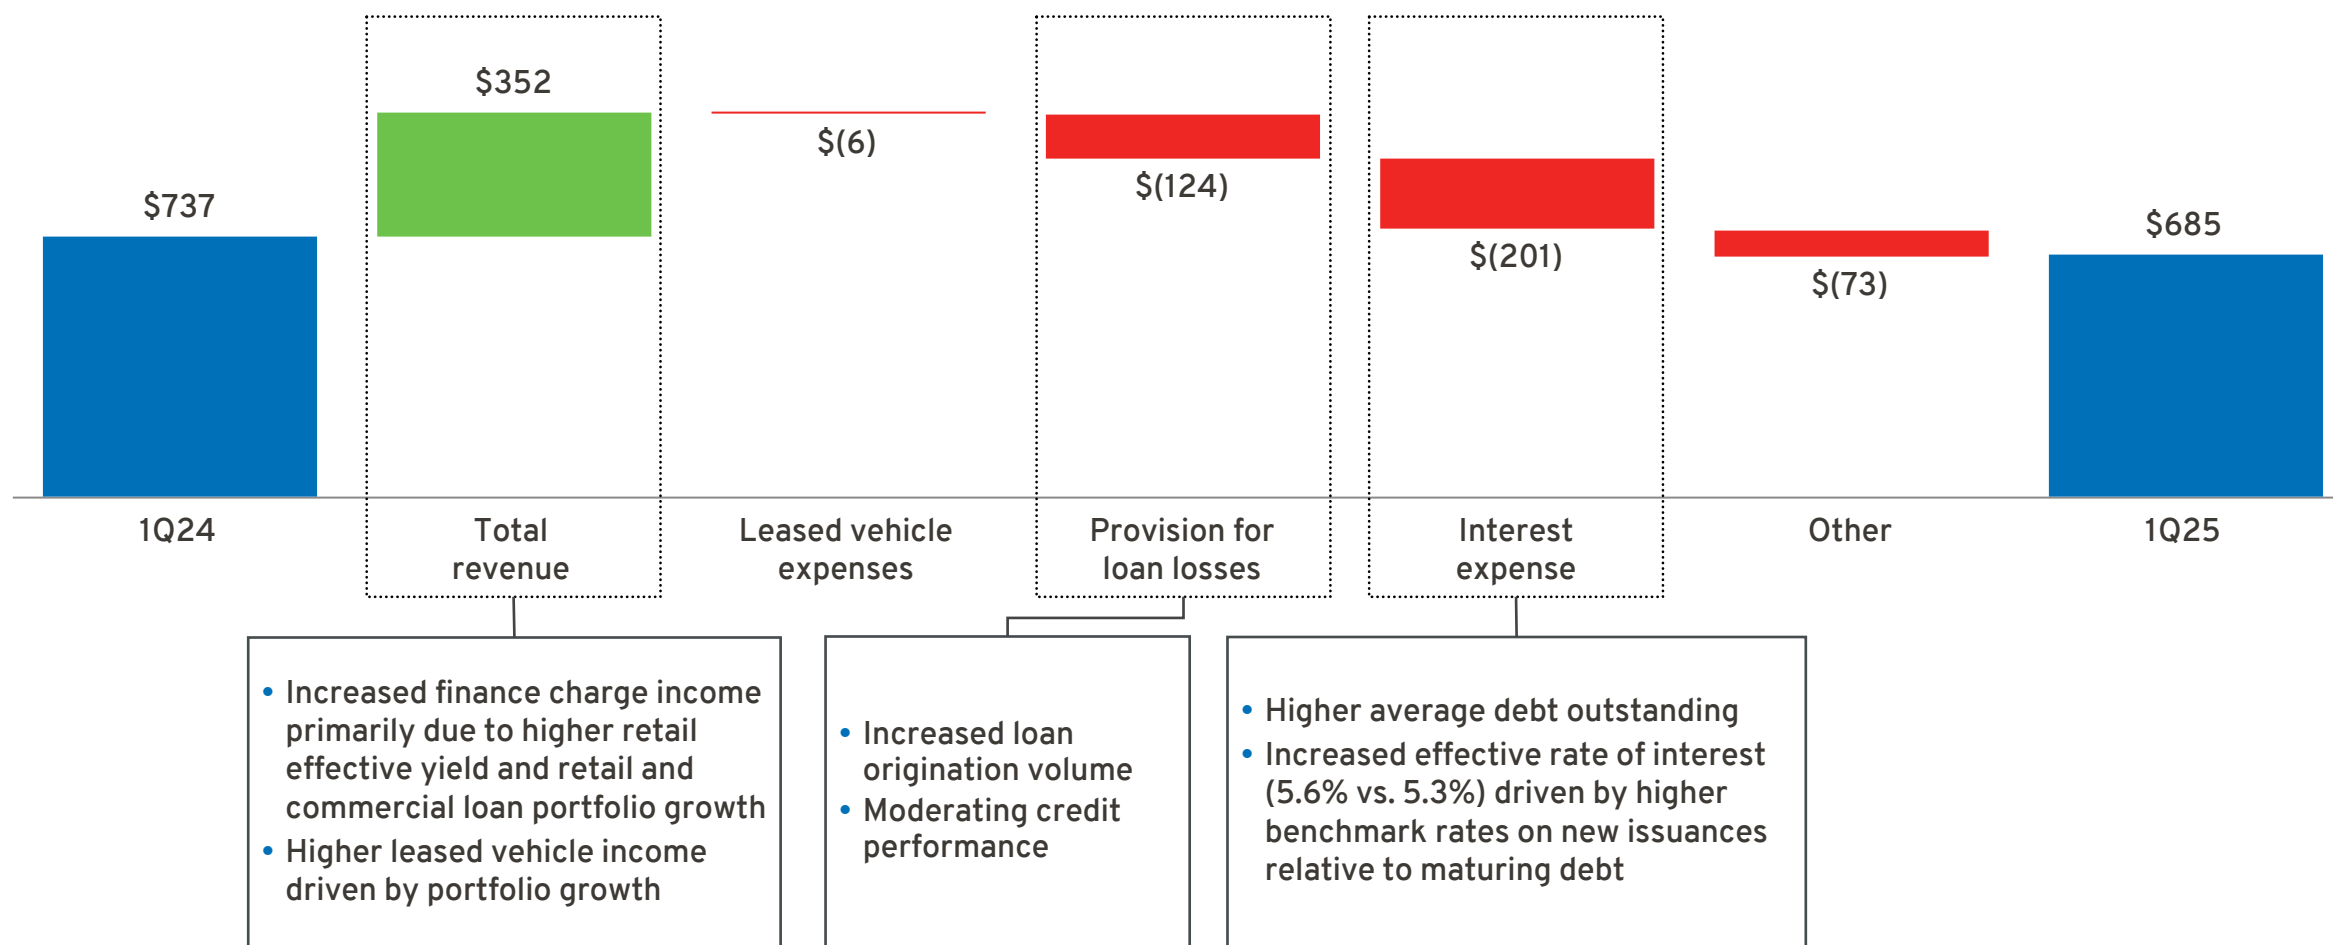 $352
$(6)
$(124)
$737
$(201)
$(73)
$685
1Q24
Total
revenue
Leased vehicle
expenses
Provision for
loan losses
Interest
expense
Other
1Q25
• Increased finance charge income
primarily due to higher retail
effective yield and retail and
commercial loan portfolio growth
• Higher leased vehicle income
driven by portfolio growth
• Increased loan
origination volume
• Moderating credit
performance
• Higher average debt outstanding
• Increased effective rate of interest
(5.6% vs. 5.3%) driven by higher
benchmark rates on new issuances
relative to maturing debt